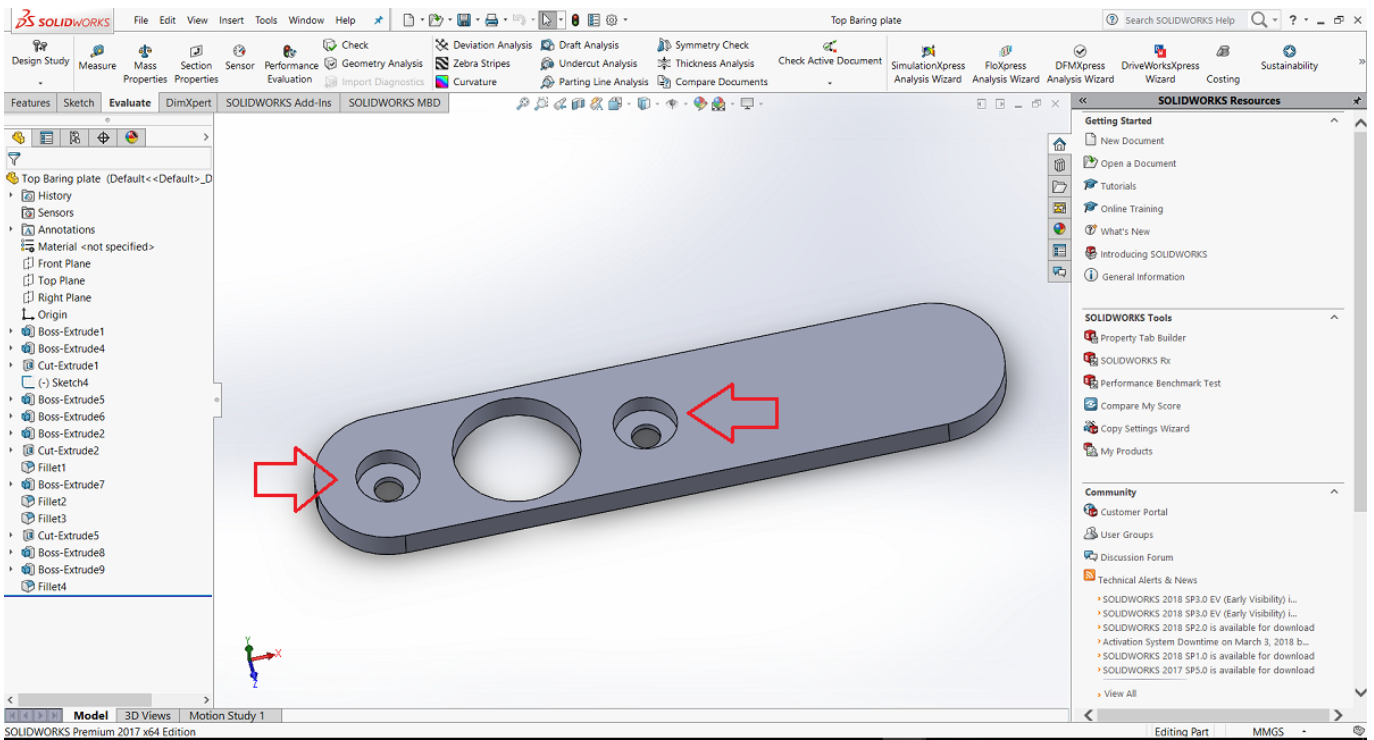 SOLIDWORKS File Edit View Insert Tools Window Help Top Baring plate Search SOLIDWORKS Help ?
Design Study Measure Mass Properties Section Properties Sensor Performance Evaluation Check Geometry Analysis Import Diagnostics Deviation Analysis Zebra Stripes Curvature Draft Analysis Undercut Analysis Parting Line Analysis Symmetry Check Thickness Analysis Compare Documents Check Active Document SimulationXpress Analysis Wizard FloXpress Analysis Wizard DFMXpress Analysis Wizard DriveWorksXpress Wizard Costing Sustainability
Features Sketch Evaluate DimXpert SOLIDWORKS Add-Ins SOLIDWORKS MBD
Top Baring plate (Default<<Default>_D
History
Sensors
Annotations
Material <not specified>
Front Plane
Top Plane
Right Plane
Origin
Boss-Extrude1
Boss-Extrude4
Cut-Extrude1
(-) Sketch4
Boss-Extrude5
Boss-Extrude6
Boss-Extrude2
Cut-Extrude2
Fillet1
Boss-Extrude7
Fillet2
Fillet3
Cut-Extrude5
Boss-Extrude8
Boss-Extrude9
Fillet4
Y
X
Z
SOLIDWORKS Resources
Getting Started
New Document
Open a Document
Tutorials
Online Training
What's New
Introducing SOLIDWORKS
General Information
SOLIDWORKS Tools
Property Tab Builder
SOLIDWORKS Rx
Performance Benchmark Test
Compare My Score
Copy Settings Wizard
My Products
Community
Customer Portal
User Groups
Discussion Forum
Technical Alerts & News
SOLIDWORKS 2018 SP3.0 EV (Early Visibility) i...
SOLIDWORKS 2018 SP3.0 EV (Early Visibility) i...
SOLIDWORKS 2018 SP2.0 is available for download
Activation System Downtime on March 3, 2018 b...
SOLIDWORKS 2018 SP1.0 is available for download
SOLIDWORKS 2017 SP5.0 is available for download
View All
Model 3D Views Motion Study 1
SOLIDWORKS Premium 2017 x64 Edition Editing Part MMGS